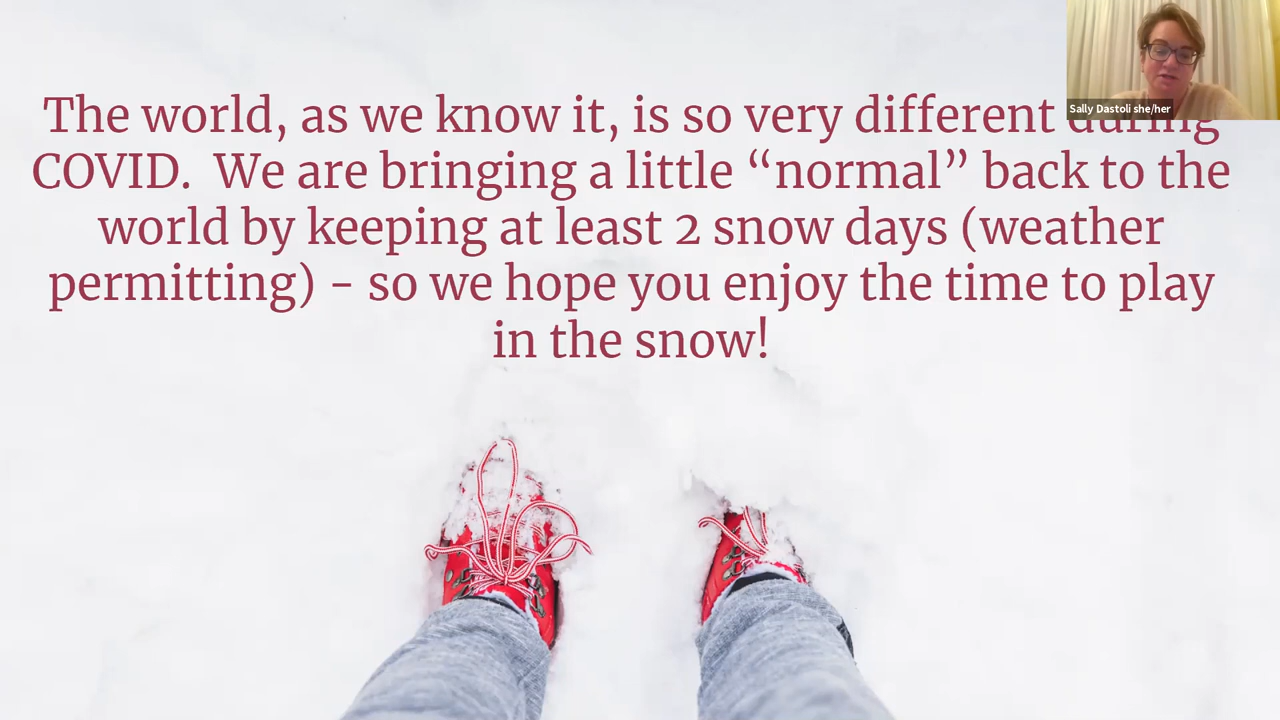 The world, as we know it, is so very different during
COVID.  We are bringing a little “normal” back to the
world by keeping at least 2 snow days (weather
permitting) - so we hope you enjoy the time to play
in the snow!
Sally Dastoli she/her